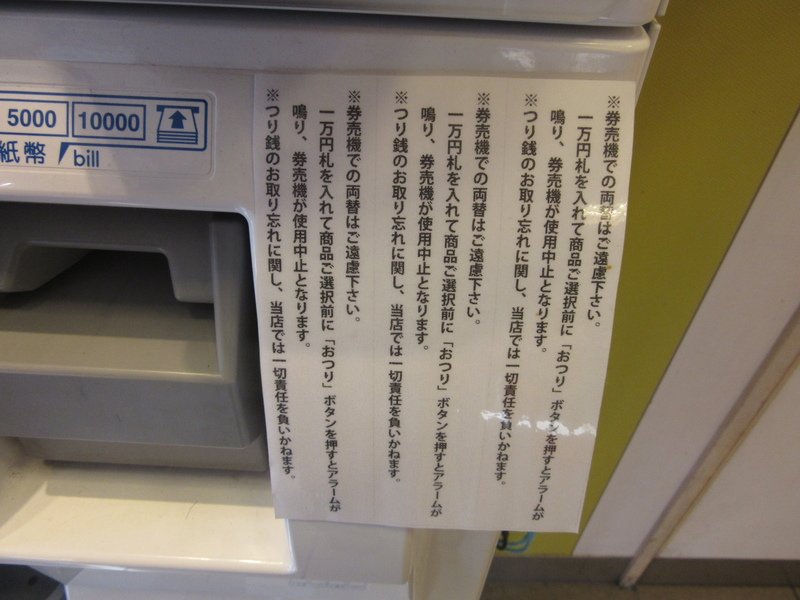 5000
10000
紙幣
bill
※券売機での両替はご遠慮下さい。
一万円札を入れて商品ご選択前に「おつり」ボタンを押すとアラームが
鳴り、券売機が使用中止となります。
※つり銭のお取り忘れに関し、当店では一切責任を負いかねます。
※券売機での両替はご遠慮下さい。
一万円札を入れて商品ご選択前に「おつり」ボタンを押すとアラームが
鳴り、券売機が使用中止となります。
※つり銭のお取り忘れに関し、当店では一切責任を負いかねます。
※券売機での両替はご遠慮下さい。
一万円札を入れて商品ご選択前に「おつり」ボタンを押すとアラームが
鳴り、券売機が使用中止となります。
※つり銭のお取り忘れに関し、当店では一切責任を負いかねます。